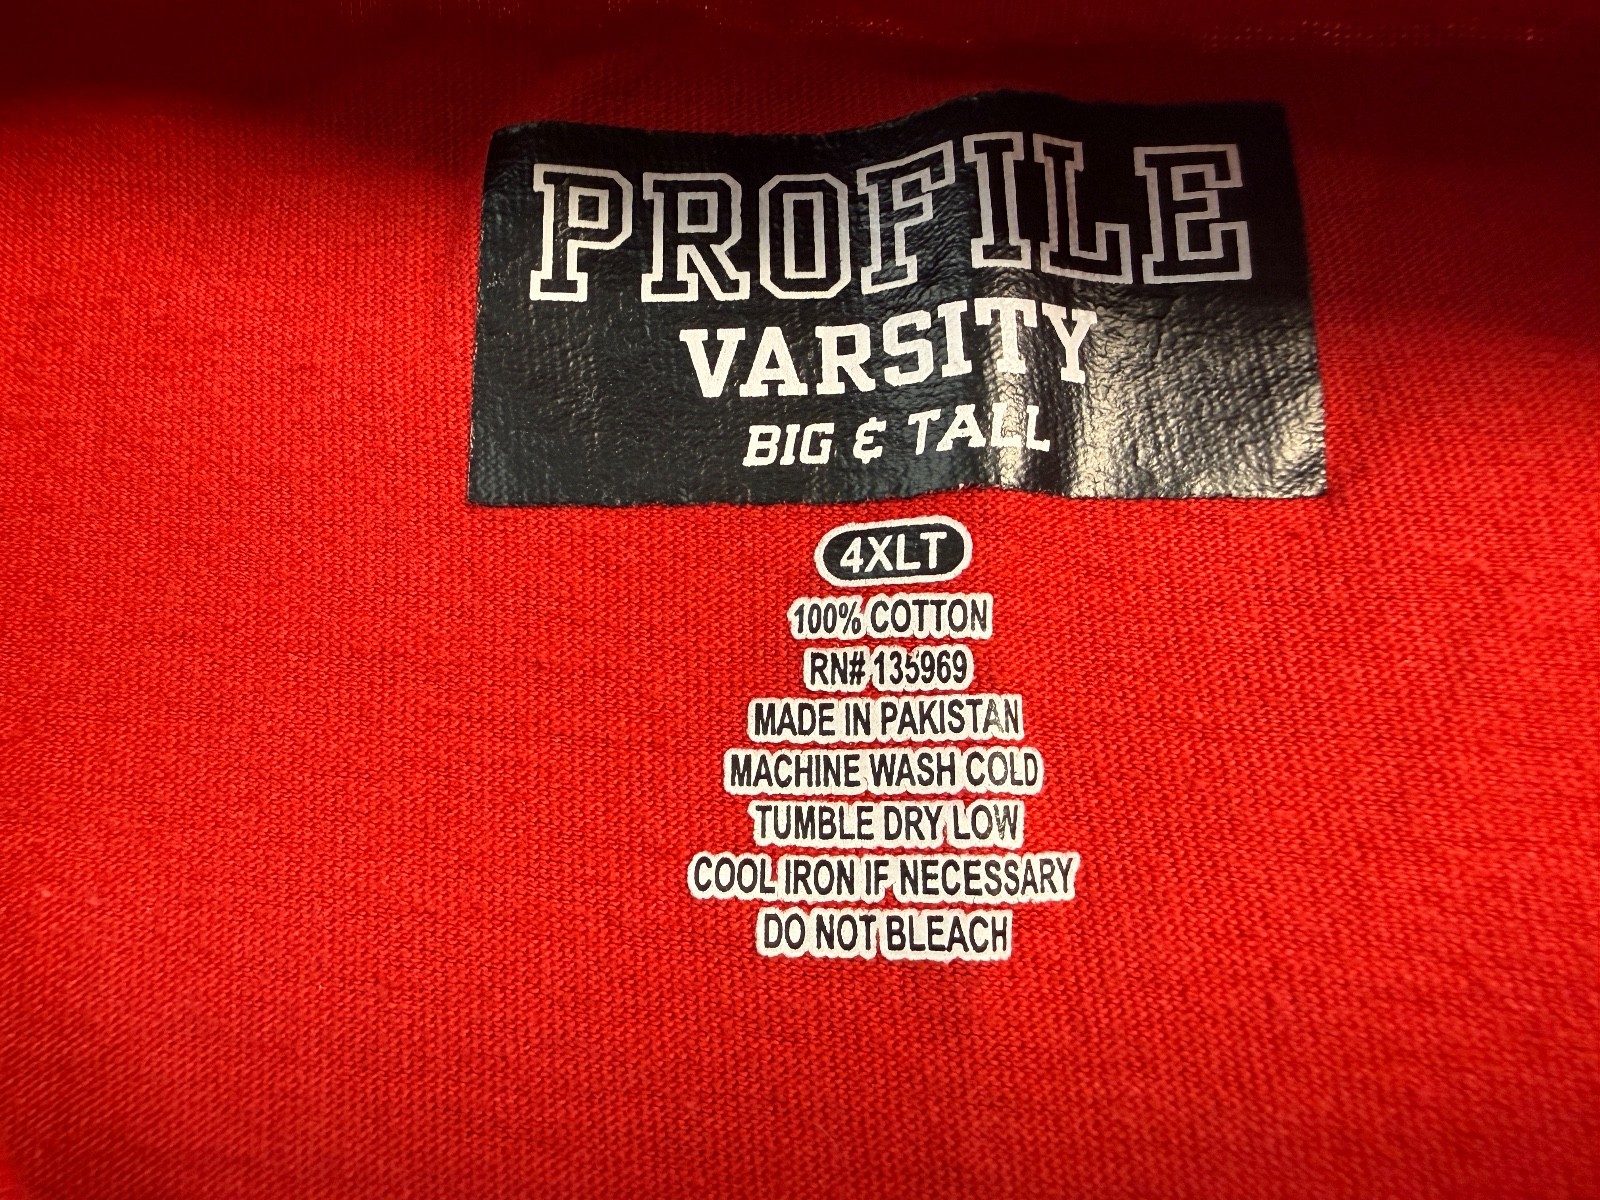 PROFILE
VARSITY
BIG & TALL
4XLT
100% COTTON
RN# 135969
MADE IN PAKISTAN
MACHINE WASH COLD
TUMBLE DRY LOW
COOL IRON IF NECESSARY
DO NOT BLEACH